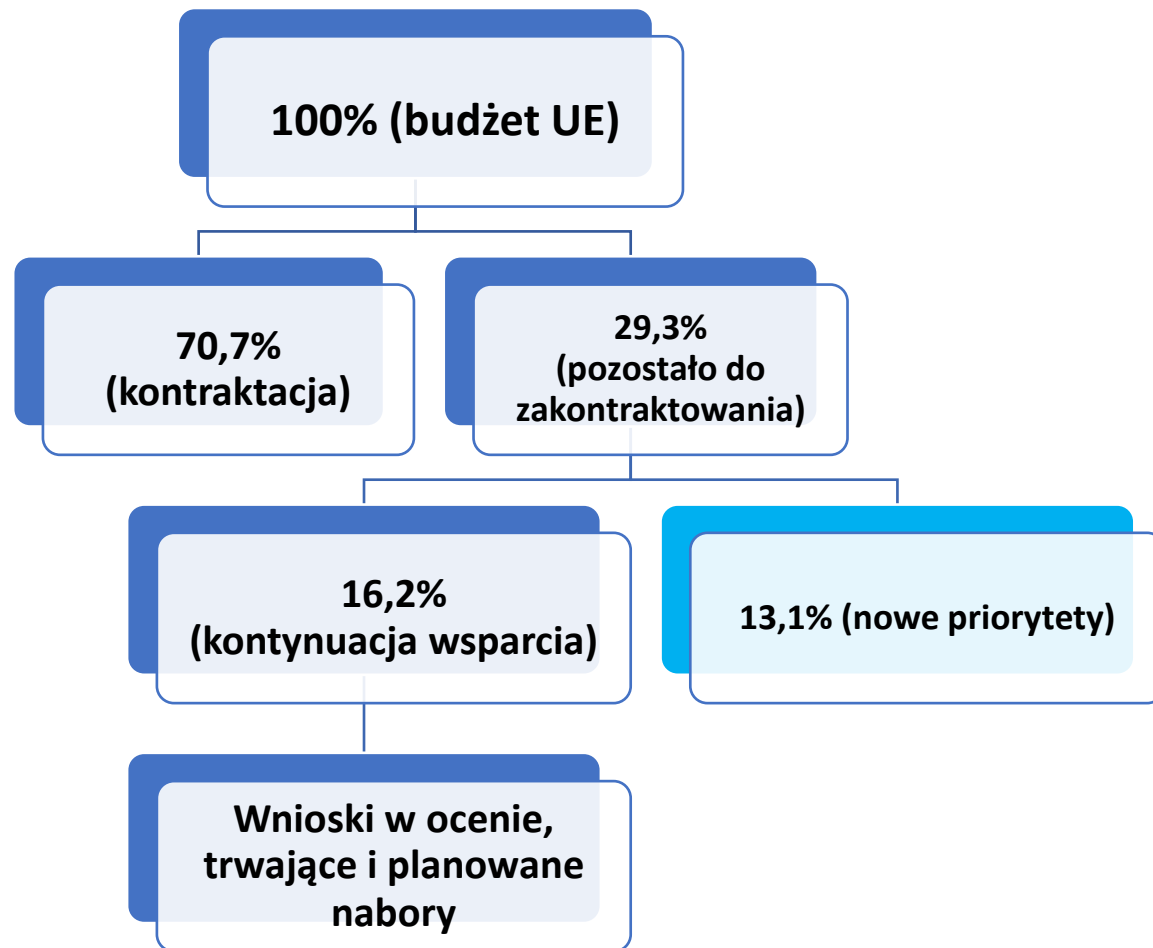 100% (budżet UE)
70,7%
(kontraktacja)
29,3%
(pozostało do
zakontraktowania)
16,2%
(kontynuacja wsparcia)
13,1% (nowe priorytety)
Wnioski w ocenie,
trwające i planowane
nabory